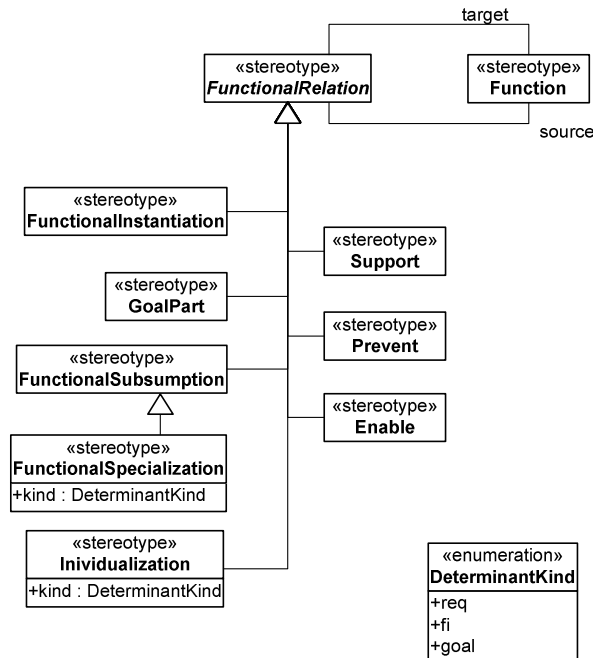 target
«stereotype»
FunctionalRelation
«stereotype»
Function
source
«stereotype»
FunctionalInstantiation
«stereotype»
Support
«stereotype»
GoalPart
«stereotype»
Prevent
«stereotype»
FunctionalSubsumption
«stereotype»
Enable
«stereotype»
FunctionalSpecialization
+kind : DeterminantKind
«stereotype»
Inividualization
+kind : DeterminantKind
«enumeration»
DeterminantKind
+req
+fi
+goal